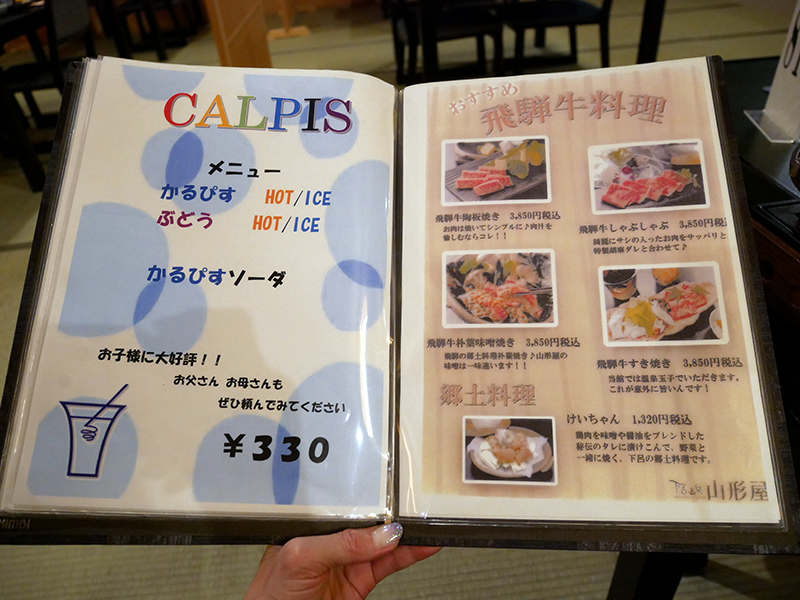 CALPIS
メニュー
かるぴす HOT/ICE
ぶどう HOT/ICE
かるぴすソーダ
お子様に大好評！！
お父さん お母さんも
ぜひ頼んでみてください
￥330
おすすめ
飛騨牛料理
飛騨牛陶板焼き 3,850円税込
お肉は焼いてシンプルに♪肉汁を
愉しむならコレ！！
飛騨牛しゃぶしゃぶ 3,850円税
綺麗にサシの入ったお肉をサッパリと
特製胡麻ダレと合わせて♪
飛騨牛朴葉味噌焼き 3,850円税込
飛騨の郷土料理朴葉焼き♪山形屋の
味噌は一味違います！！
飛騨牛すき焼き 3,850円税込
当館では温泉玉子でいただきます。
これが意外に旨いんです！
郷土料理
けいちゃん 1,320円税込
鶏肉を味噌や醤油をブレンドした
秘伝のタレに漬けこんで、野菜と
一緒に焼く、下呂の郷土料理です。
山形屋